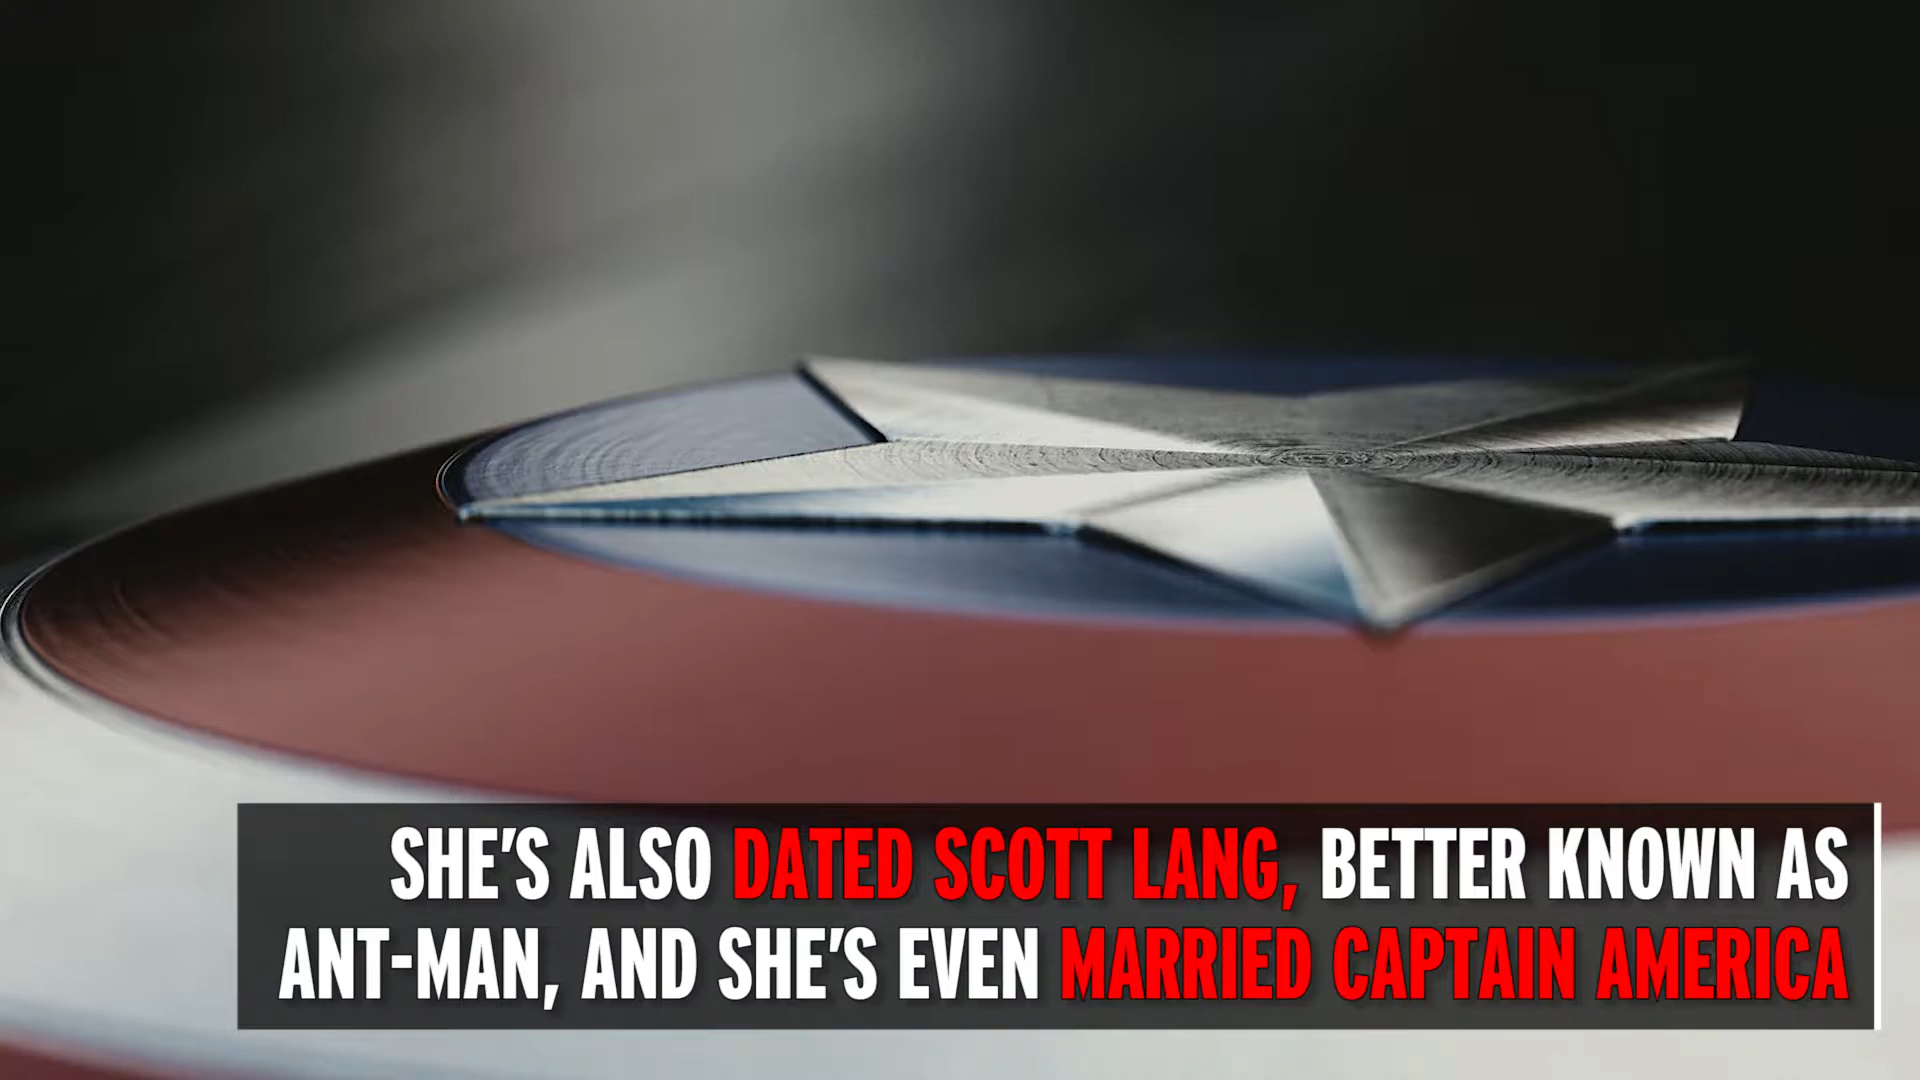 SHE'S ALSO DATED SCOTT LANG, BETTER KNOWN AS
ANT-MAN, AND SHE'S EVEN MARRIED CAPTAIN AMERICA